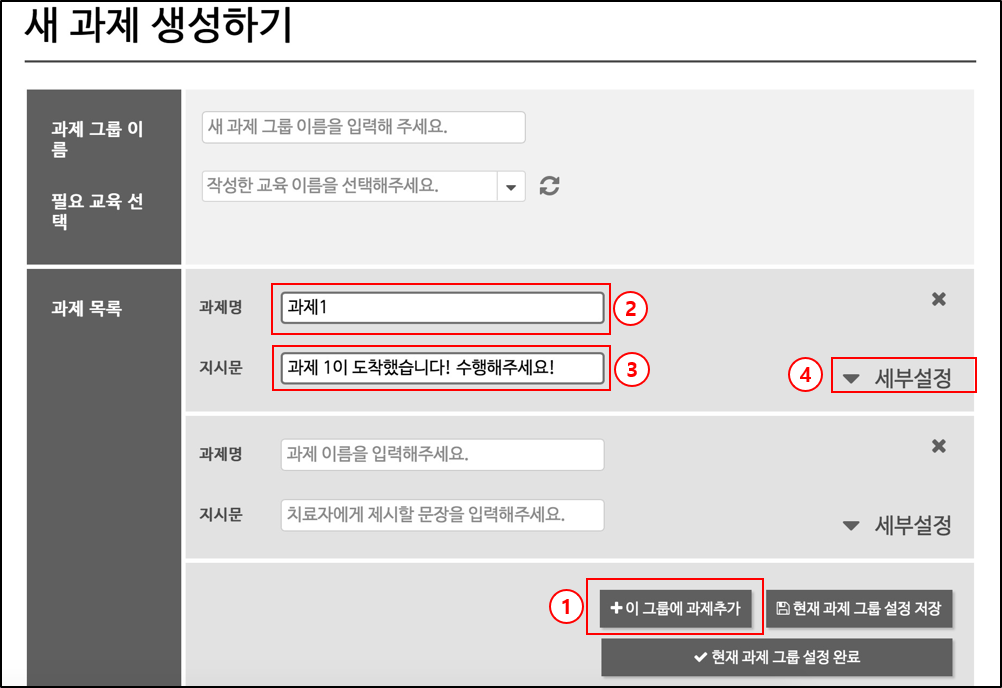 새 과제 생성하기
과제 그룹 이
름
새 과제 그룹 이름을 입력해 주세요.
필요 교육 선
택
작성한 교육 이름을 선택해주세요.
과제 목록
과제명
과제1
2
지시문
과제 1이 도착했습니다! 수행해주세요!
3
4
세부설정
과제명
과제 이름을 입력해주세요.
지시문
치료자에게 제시할 문장을 입력해주세요.
세부설정
1
이 그룹에 과제추가
현재 과제 그룹 설정 저장
현재 과제 그룹 설정 완료